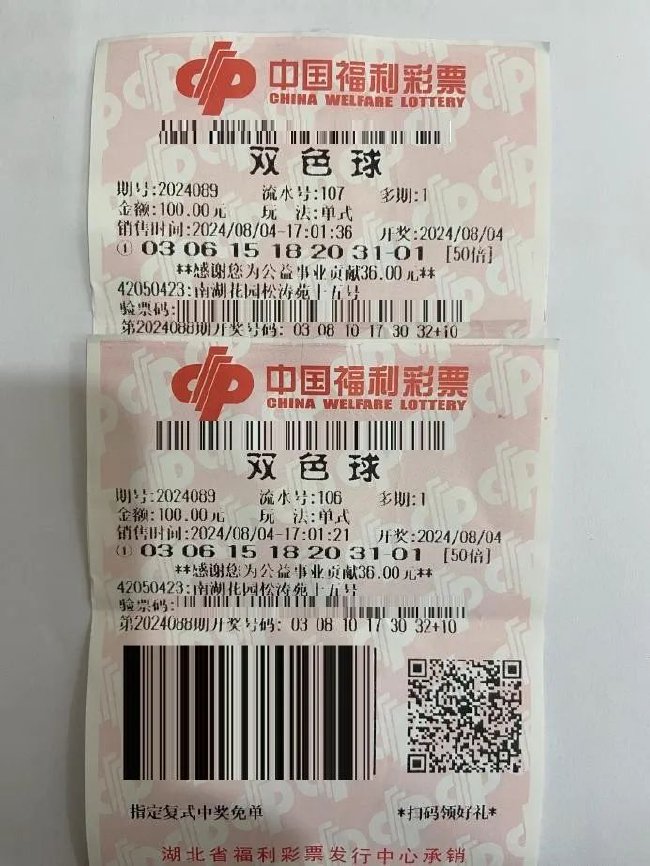 中国福利彩票
CHINA WELFARE LOTTERY
双色球
期号:2024089 流水号:107 多期:1
金额:100.00元 玩 法:单式
销售时间:2024/08/04-17:01:36 开奖:2024/08/04
① 03 06 15 18 20 31-01 [50倍]
**感谢您为公益事业贡献36.00元**
42050423:南湖花园松涛苑十五号
验票码:
第2024088期开奖号码: 03 08 10 17 30 32+10
中国福利彩票
CHINA WELFARE LOTTERY
双色球
期号:2024089 流水号:106 多期:1
金额:100.00元 玩 法:单式
销售时间:2024/08/04-17:01:21 开奖:2024/08/04
① 03 06 15 18 20 31-01 [50倍]
**感谢您为公益事业贡献36.00元**
42050423:南湖花园松涛苑十五号
验票码:
第2024088期开奖号码: 03 08 10 17 30 32+10
指定复式中奖免单 *扫码领好礼*
湖北省福利彩票发行中心承销